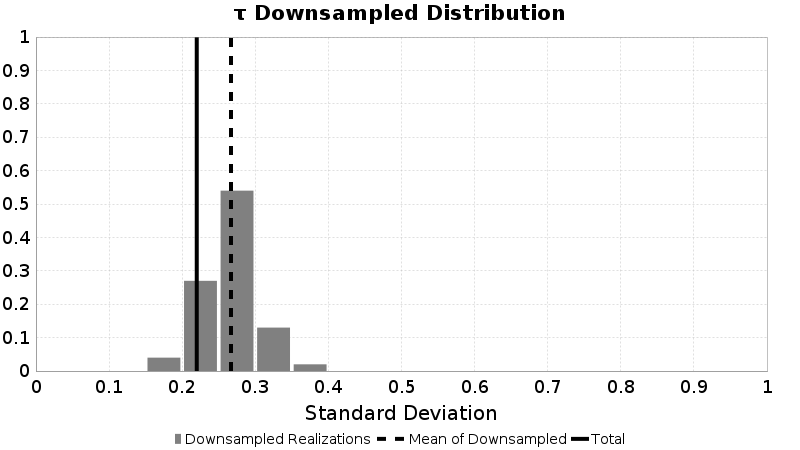 τ Downsampled Distribution
1
0.9
0.8
0.7
0.6
0.5
0.4
0.3
0.2
0.1
0
0 0.1 0.2 0.3 0.4 0.5 0.6 0.7 0.8 0.9 1
Standard Deviation
Downsampled Realizations Mean of Downsampled Total